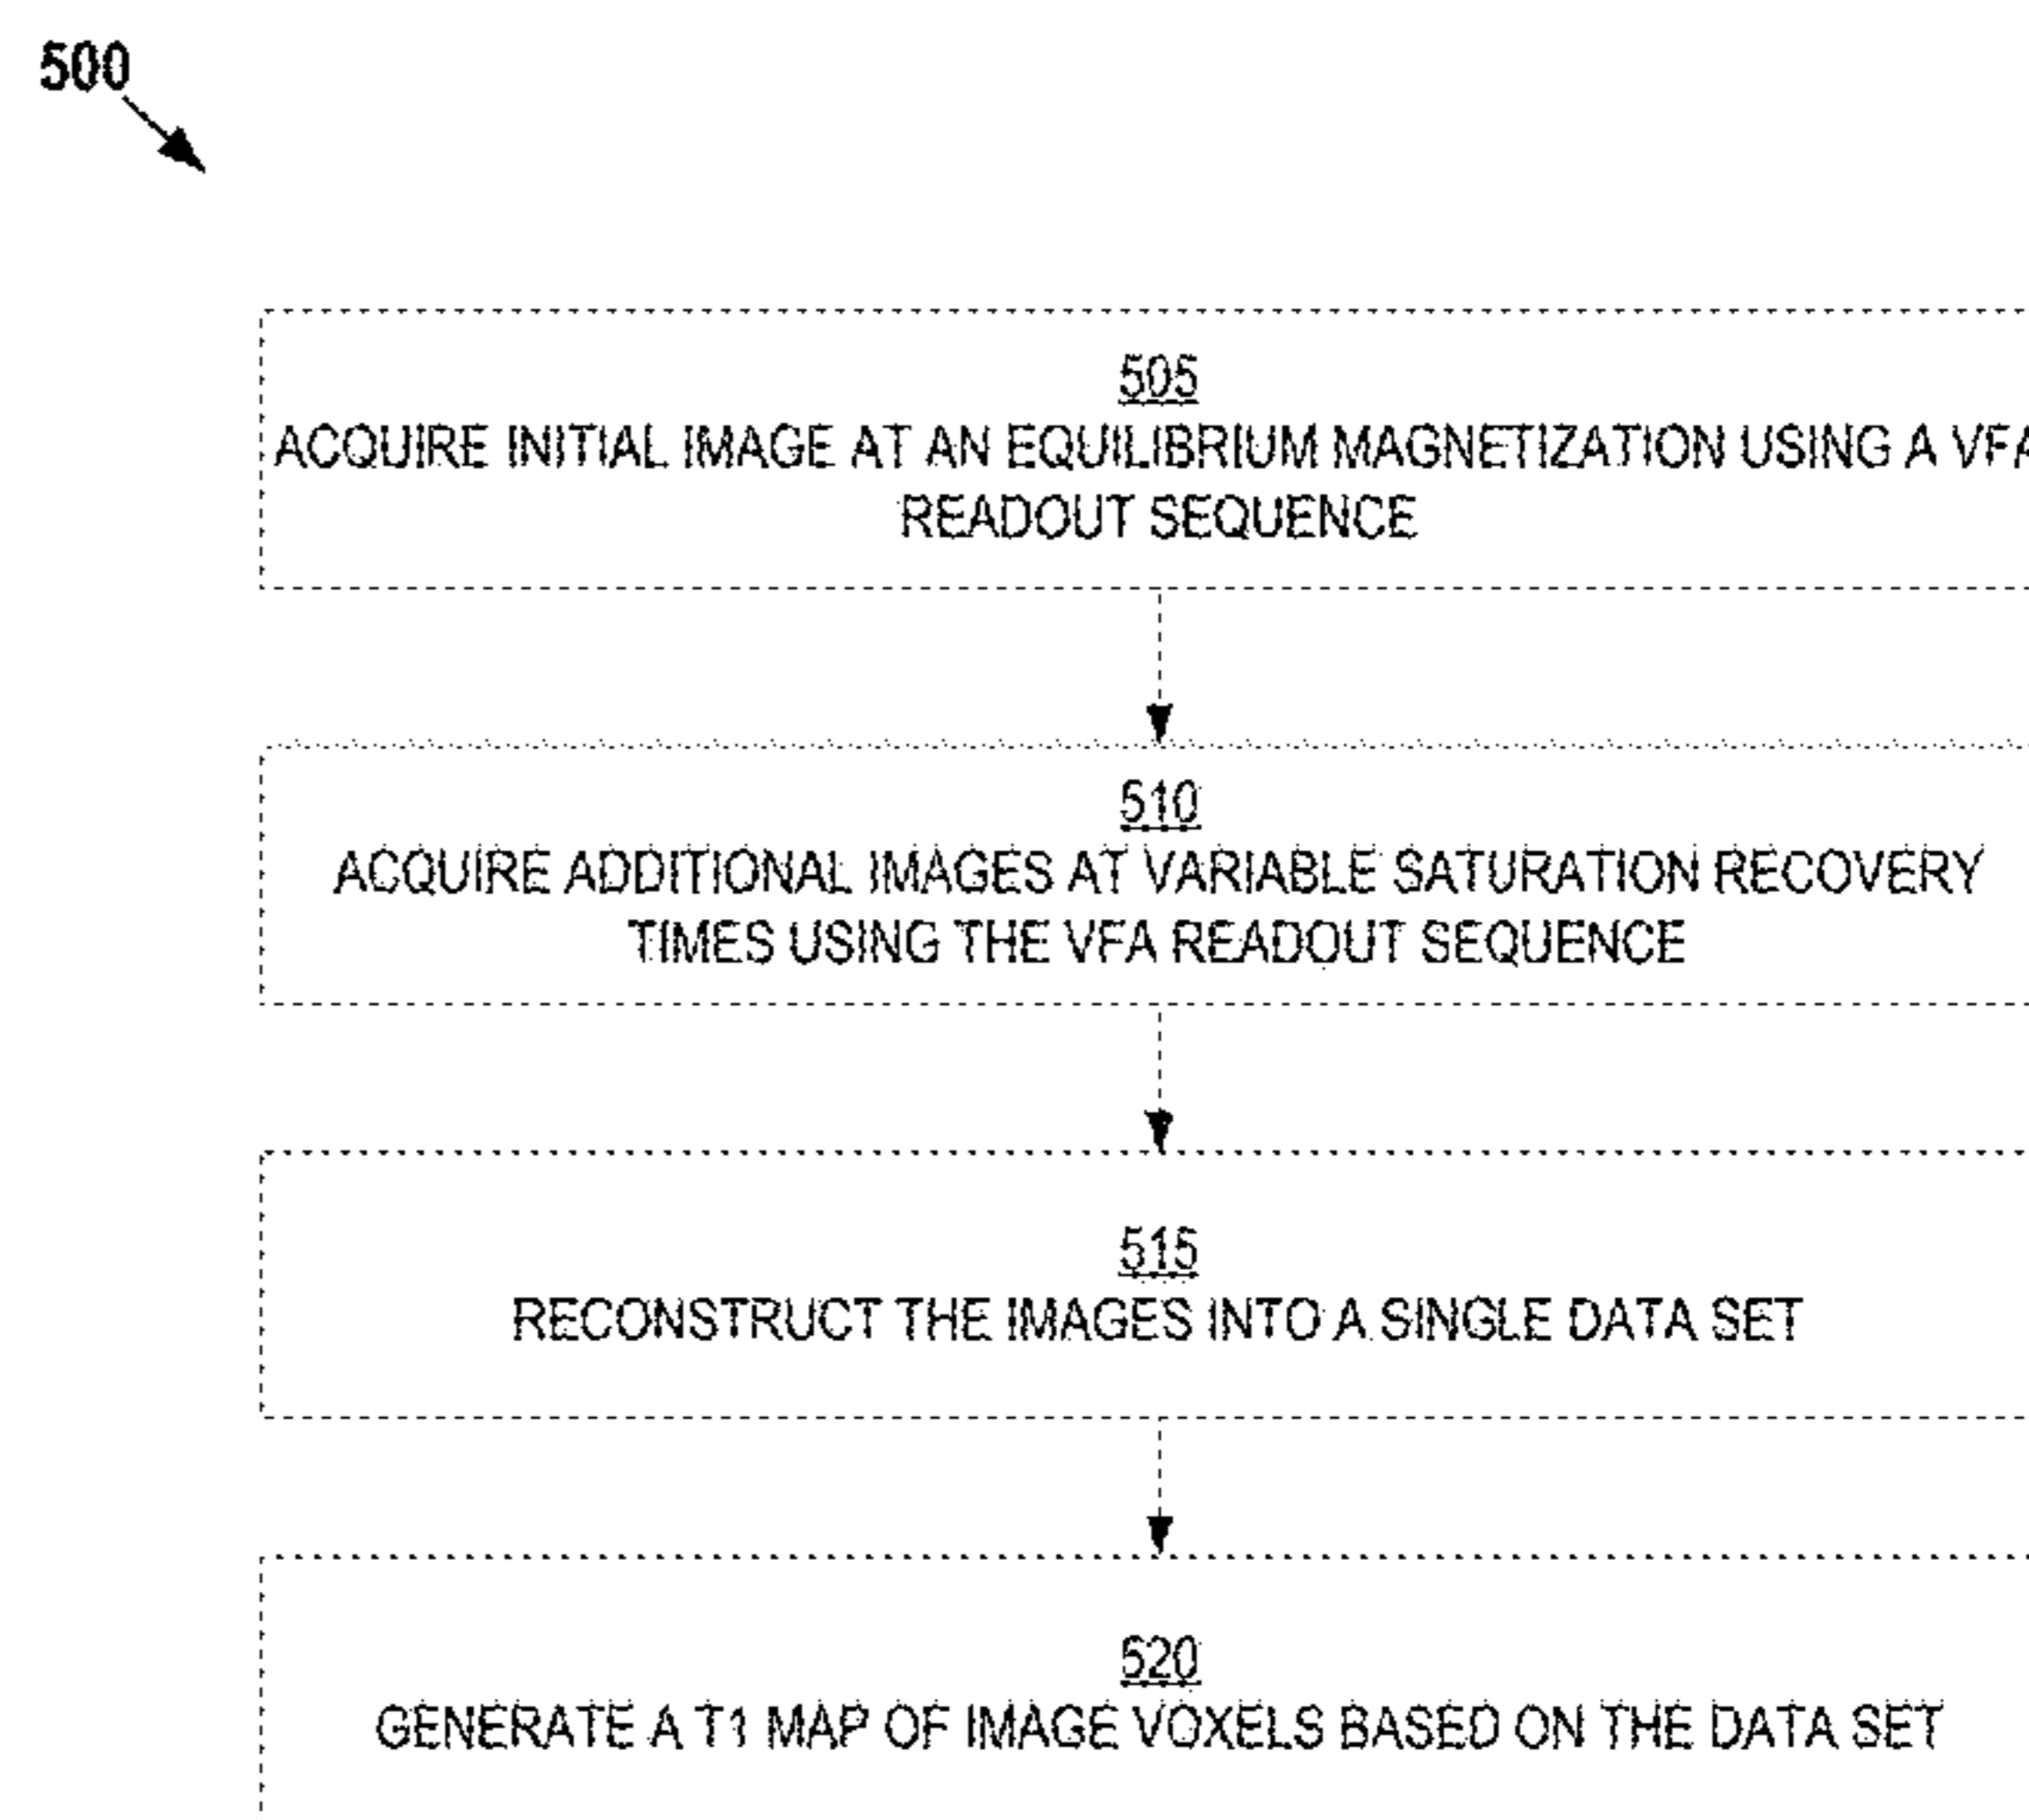 500
505
ACQUIRE INITIAL IMAGE AT AN EQUILIBRIUM MAGNETIZATION USING A VFA
READOUT SEQUENCE
510
ACQUIRE ADDITIONAL IMAGES AT VARIABLE SATURATION RECOVERY
TIMES USING THE VFA READOUT SEQUENCE
515
RECONSTRUCT THE IMAGES INTO A SINGLE DATA SET
520
GENERATE A T1 MAP OF IMAGE VOXELS BASED ON THE DATA SET